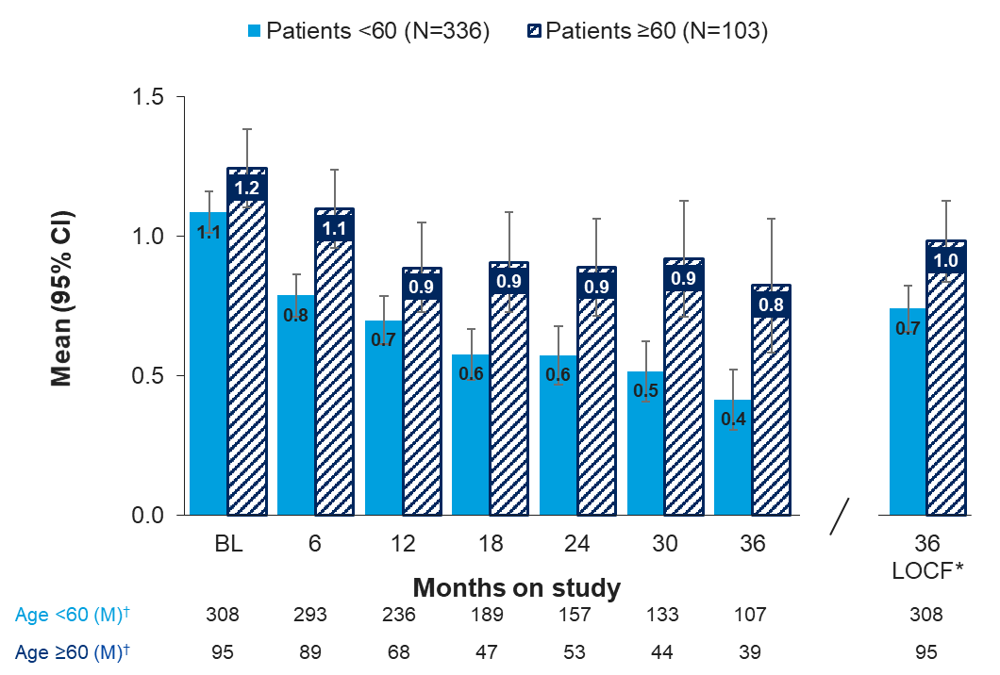 Patients <60 (N=336) Patients ≥60 (N=103)
Mean (95% CI)
1.5
1.0
0.5
0.0
1.1 1.2
0.8 1.1
0.7 0.9
0.6 0.9
0.6 0.9
0.5 0.9
0.4 0.8
0.7 1.0
BL 6 12 18 24 30 36 / 36
LOCF*
Months on study
Age <60 (M)† 308 293 236 189 157 133 107 308
Age ≥60 (M)† 95 89 68 47 53 44 39 95